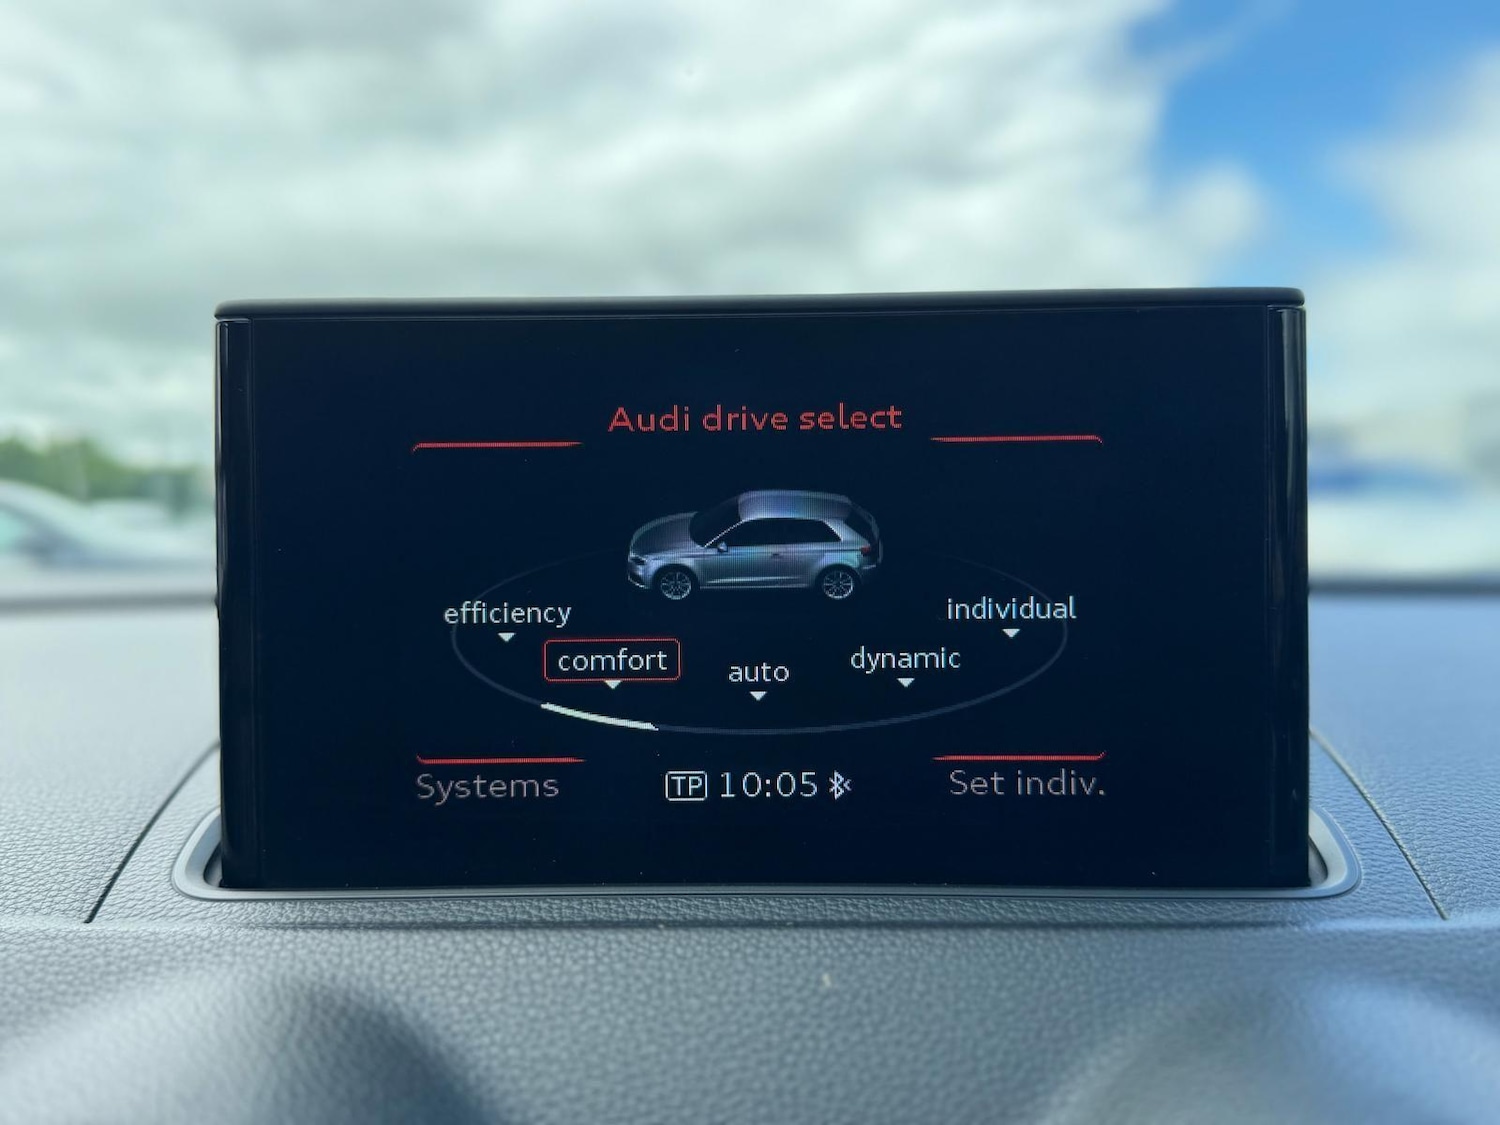 Audi drive select
efficiency
individual
comfort
auto
dynamic
Systems
TP 10:05
Set indiv.